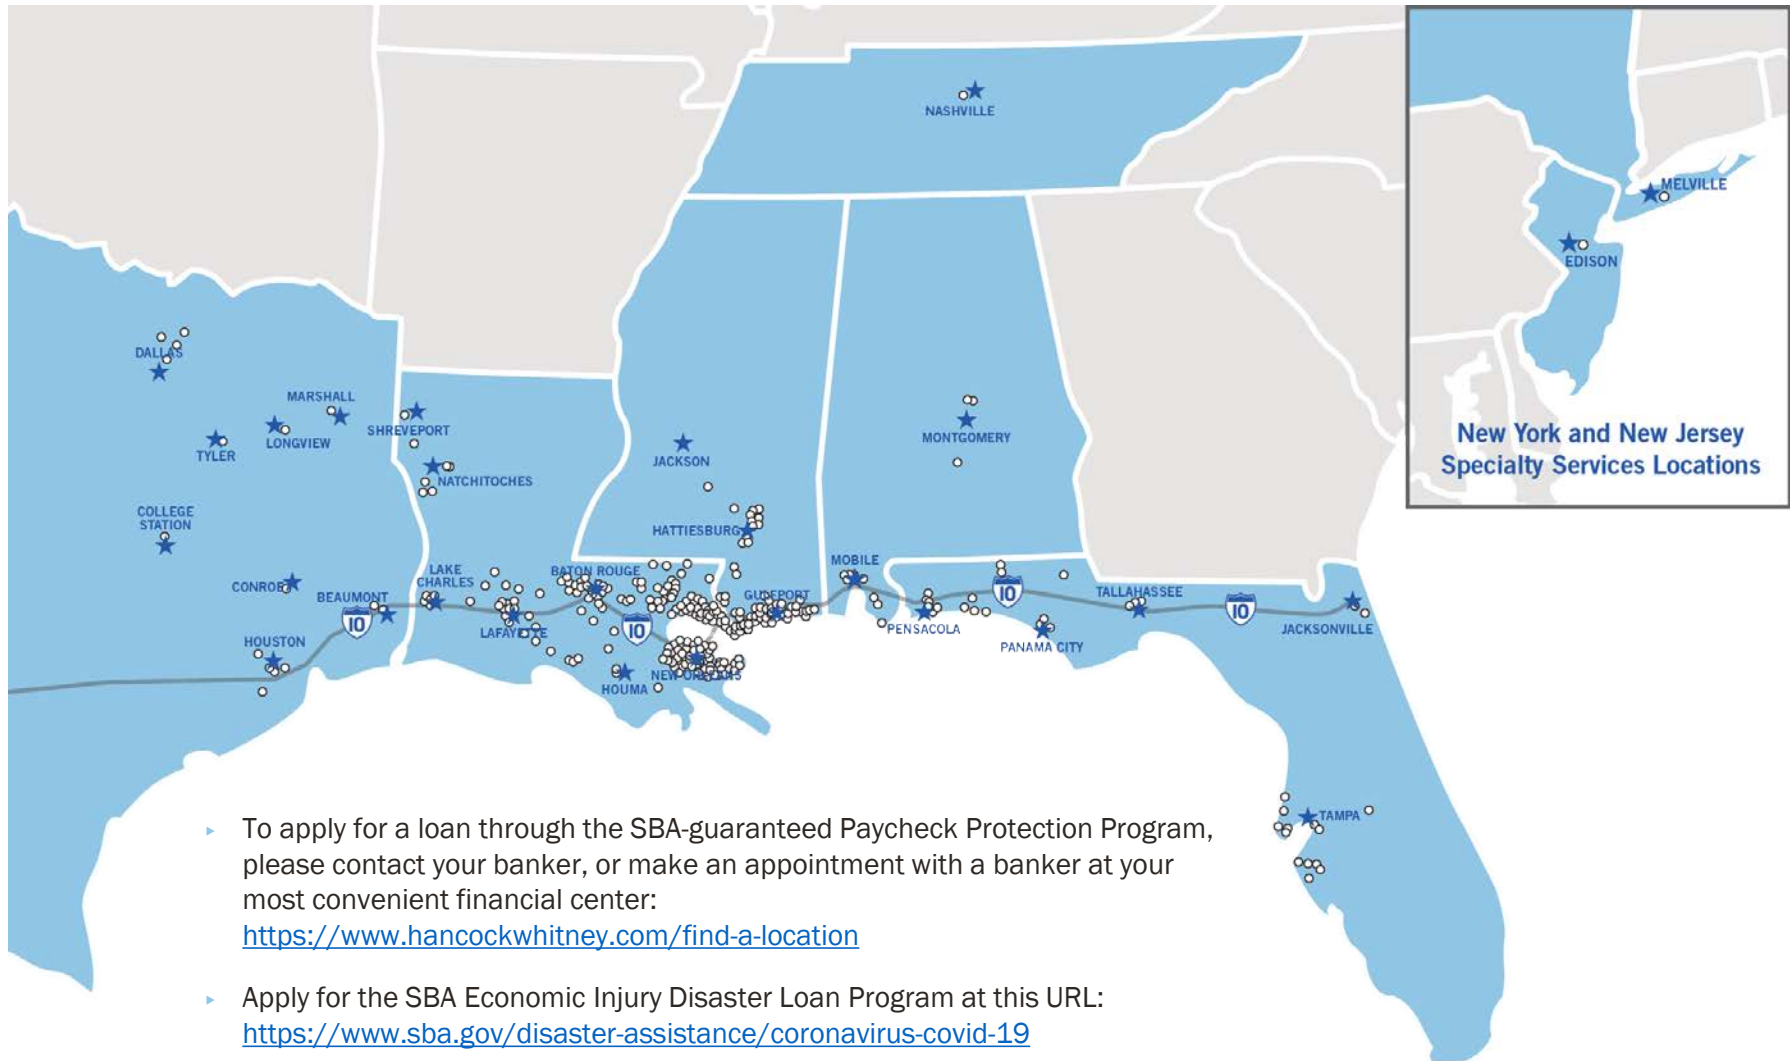 NASHVILLE
MELVILLE
EDISON
New York and New Jersey
Specialty Services Locations
DALLAS
MARSHALL
LONGVIEW
TYLER
SHREVEPORT
NATCHITOCHES
JACKSON
MONTGOMERY
COLLEGE
STATION
HATTIESBURG
CONROE
BEAUMONT
LAKE
CHARLES
BATON ROUGE
GULFPORT
MOBILE
10
10
10
10
TALLAHASSEE
HOUSTON
LAFAYETTE
PENSACOLA
PANAMA CITY
JACKSONVILLE
HOUMA
NEW ORLEANS
TAMPA
▸ To apply for a loan through the SBA-guaranteed Paycheck Protection Program,
please contact your banker, or make an appointment with a banker at your
most convenient financial center:
https://www.hancockwhitney.com/find-a-location
▸ Apply for the SBA Economic Injury Disaster Loan Program at this URL:
https://www.sba.gov/disaster-assistance/coronavirus-covid-19